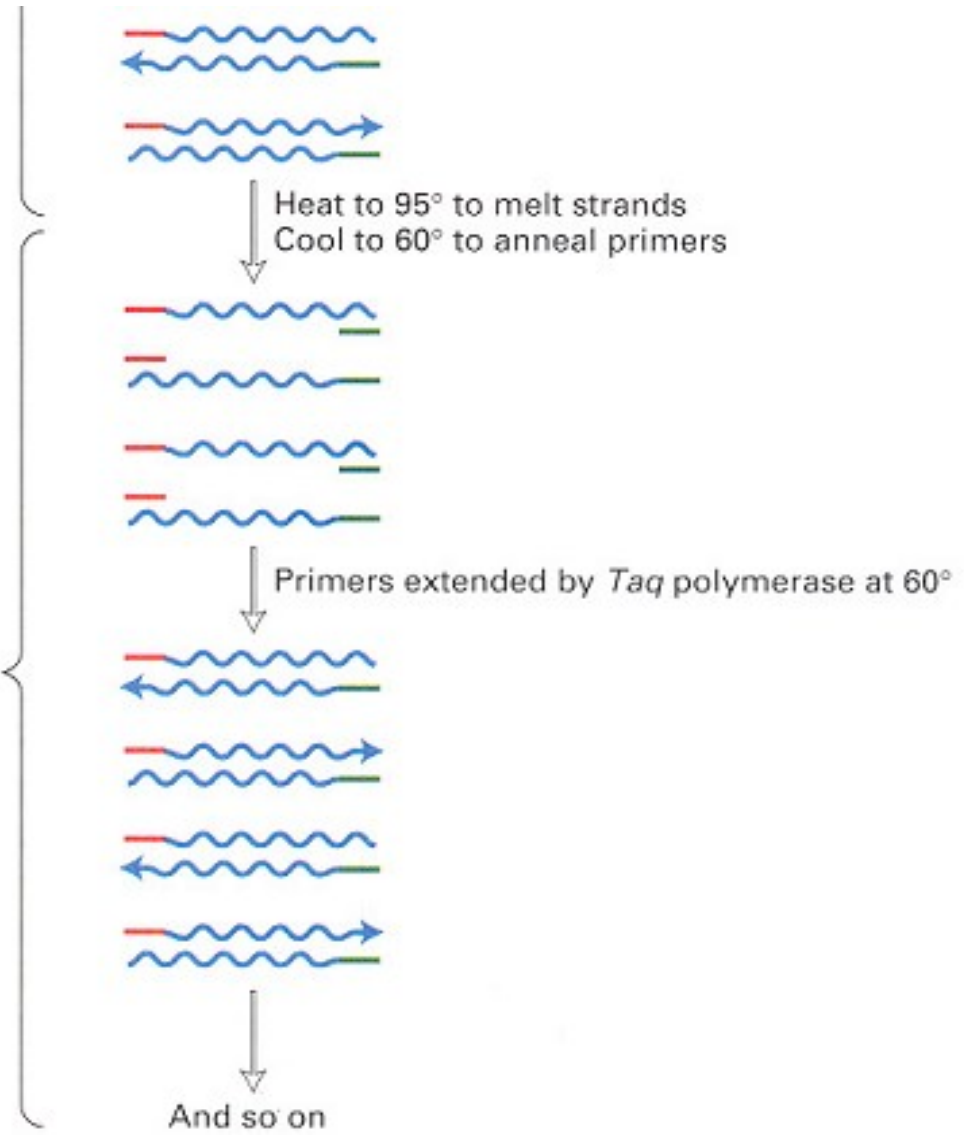 Heat to 95° to melt strands
Cool to 60° to anneal primers
Primers extended by Taq polymerase at 60°
And so on